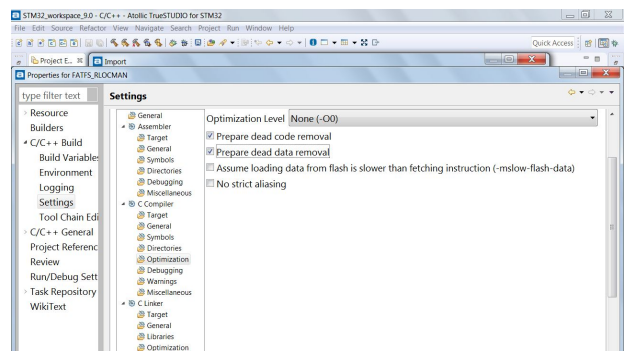 STM32_workspace_9.0 - C/C++ - Atollic TrueSTUDIO for STM32
File Edit Source Refactor View Navigate Search Project Run Window Help
Quick Access
Project E...
Import
Properties for FATFS_RLOCMAN
type filter text
Settings
Resource
Builders
C/C++ Build
Build Variable
Environment
Logging
Settings
Tool Chain Edi
C/C++ General
Project Referenc
Review
Run/Debug Sett
Task Repository
WikiText
General
Assembler
Target
General
Symbols
Directories
Debugging
Miscellaneous
C Compiler
Target
General
Symbols
Directories
Optimization
Debugging
Warnings
Miscellaneous
C Linker
Target
General
Libraries
Optimization
Optimization Level None (-O0)
Prepare dead code removal
Prepare dead data removal
Assume loading data from flash is slower than fetching instruction (-mslow-flash-data)
No strict aliasing